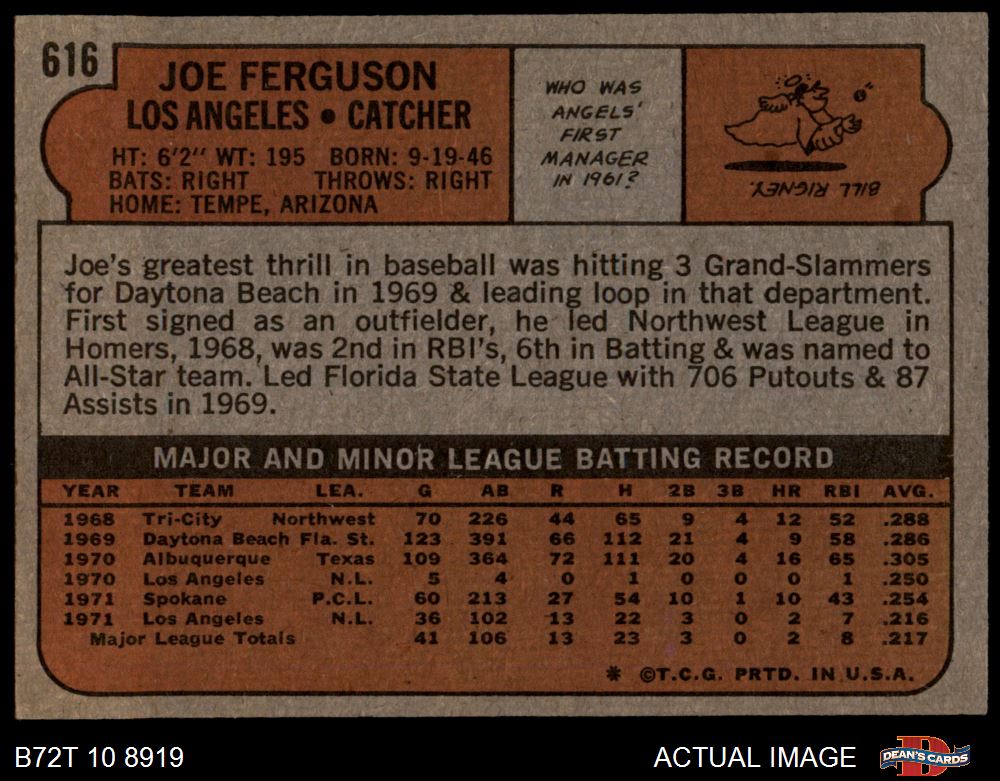 616
JOE FERGUSON
LOS ANGELES • CATCHER
HT: 6'2" WT: 195 BORN: 9-19-46
BATS: RIGHT THROWS: RIGHT
HOME: TEMPE, ARIZONA
WHO WAS
ANGELS'
FIRST
MANAGER
IN 1961?
BILL RIGNEY.
Joe's greatest thrill in baseball was hitting 3 Grand-Slammers
for Daytona Beach in 1969 & leading loop in that department.
First signed as an outfielder, he led Northwest League in
Homers, 1968, was 2nd in RBI's, 6th in Batting & was named to
All-Star team. Led Florida State League with 706 Putouts & 87
Assists in 1969.
MAJOR AND MINOR LEAGUE BATTING RECORD
YEAR TEAM LEA. G AB R H 2B 3B HR RBI AVG.
1968 Tri-City Northwest 70 226 44 65 9 4 12 52 .288
1969 Daytona Beach Fla. St. 123 391 66 112 21 4 9 58 .286
1970 Albuquerque Texas 109 364 72 111 20 4 16 65 .305
1970 Los Angeles N.L. 5 4 0 1 0 0 0 1 .250
1971 Spokane P.C.L. 60 213 27 54 10 1 10 43 .254
1971 Los Angeles N.L. 36 102 13 22 3 0 2 7 .216
Major League Totals 41 106 13 23 3 0 2 8 .217
* ©T.C.G. PRTD. IN U.S.A.
B72T 10 8919
ACTUAL IMAGE
DEAN'S CARDS